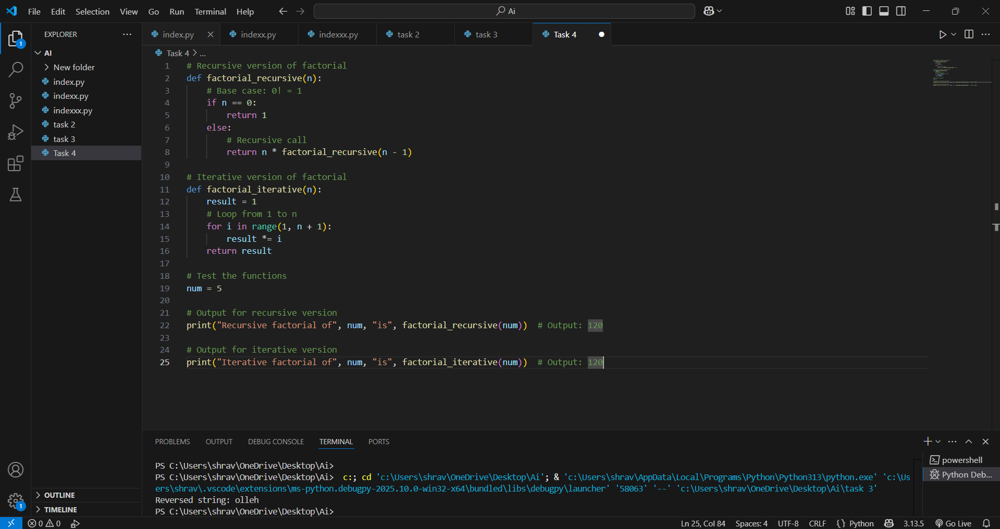 File Edit Selection View Go Run Terminal Help
Ai
EXPLORER
AI
New folder
index.py
indexx.py
indexxx.py
task 2
task 3
Task 4
OUTLINE
TIMELINE
index.py indexx.py indexxx.py task 2 task 3 Task 4
Task 4 > ...
1 # Recursive version of factorial
2 def factorial_recursive(n):
3     # Base case: 0! = 1
4     if n == 0:
5         return 1
6     else:
7         # Recursive call
8         return n * factorial_recursive(n - 1)
9
10 # Iterative version of factorial
11 def factorial_iterative(n):
12     result = 1
13     # Loop from 1 to n
14     for i in range(1, n + 1):
15         result *= i
16     return result
17
18 # Test the functions
19 num = 5
20
21 # Output for recursive version
22 print("Recursive factorial of", num, "is", factorial_recursive(num))  # Output: 120
23
24 # Output for iterative version
25 print("Iterative factorial of", num, "is", factorial_iterative(num))  # Output: 120
PROBLEMS OUTPUT DEBUG CONSOLE TERMINAL PORTS
PS C:\Users\shrav\OneDrive\Desktop\Ai>
PS C:\Users\shrav\OneDrive\Desktop\Ai>  c:; cd 'c:\Users\shrav\OneDrive\Desktop\Ai'; & 'c:\Users\shrav\AppData\Local\Programs\Python\Python313\python.exe' 'c:\Us
ers\shrav\.vscode\extensions\ms-python.debugpy-2025.10.0-win32-x64\bundled\libs\debugpy\launcher' '58063' '--' 'c:\Users\shrav\OneDrive\Desktop\Ai\task 3'
Reversed string: olleh
PS C:\Users\shrav\OneDrive\Desktop\Ai>
powershell
Python Deb...
1
1
0 0 Ln 25, Col 84 Spaces: 4 UTF-8 CRLF {} Python 3.13.5 Go Live